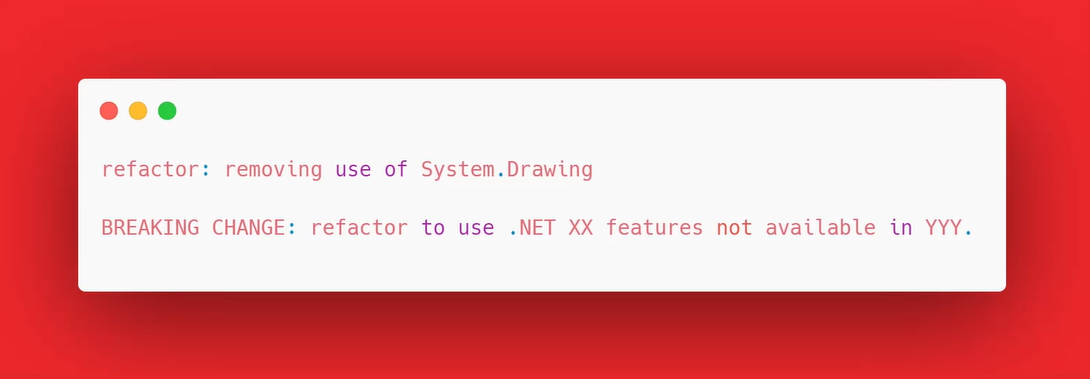 refactor: removing use of System.Drawing
BREAKING CHANGE: refactor to use .NET XX features not available in YYY.